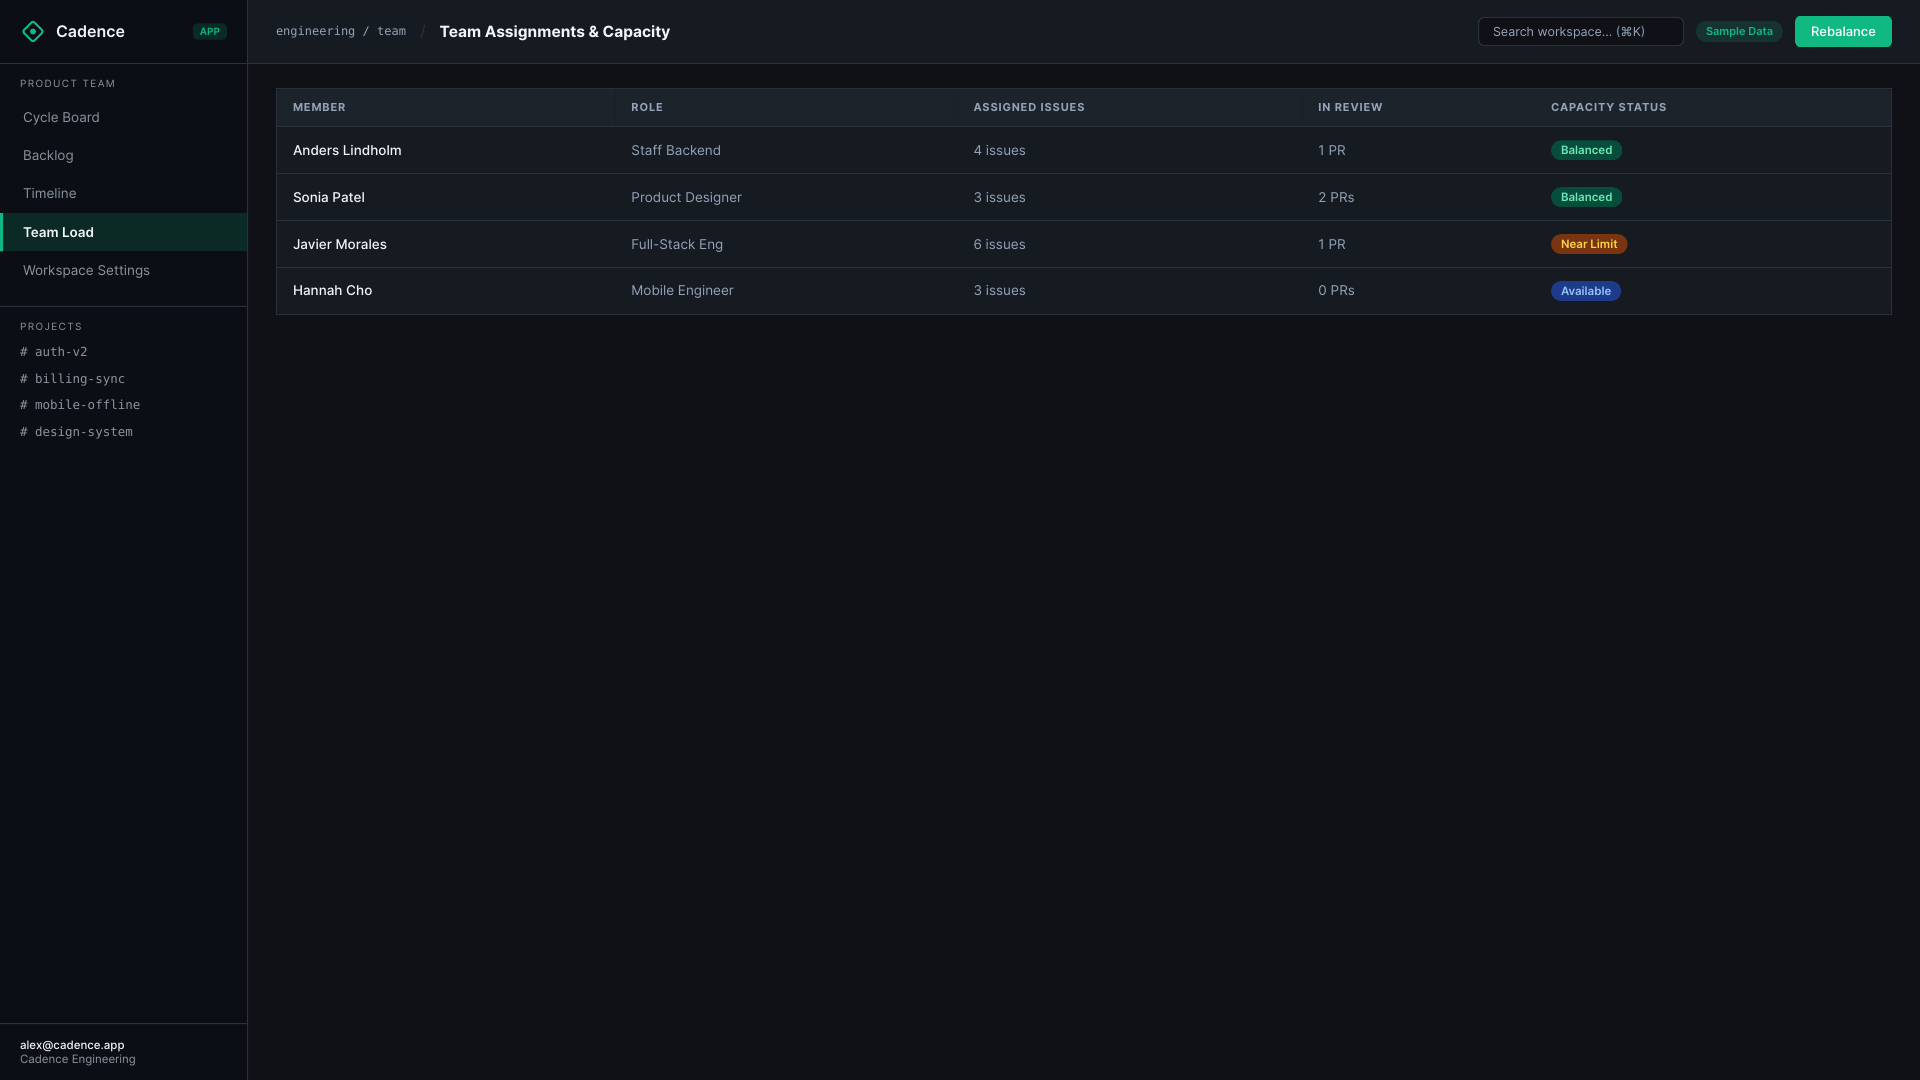 Cadence
APP
PRODUCT TEAM
Cycle Board
Backlog
Timeline
Team Load
Workspace Settings
PROJECTS
# auth-v2
# billing-sync
# mobile-offline
# design-system
alex@cadence.app
Cadence Engineering
engineering / team / Team Assignments & Capacity
Search workspace... (⌘K)
Sample Data
Rebalance
MEMBER ROLE ASSIGNED ISSUES IN REVIEW CAPACITY STATUS
Anders Lindholm Staff Backend 4 issues 1 PR Balanced
Sonia Patel Product Designer 3 issues 2 PRs Balanced
Javier Morales Full-Stack Eng 6 issues 1 PR Near Limit
Hannah Cho Mobile Engineer 3 issues 0 PRs Available